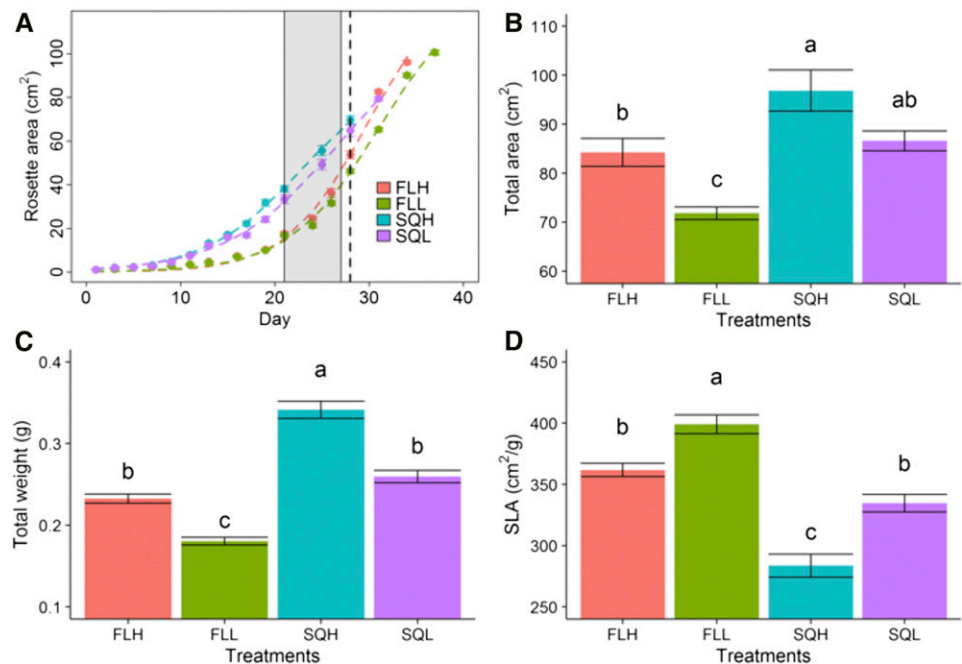 A
Rosette area (cm²)
100
80
60
40
20
0
FLH
FLL
SQH
SQL
0 10 20 30 40
Day
B
Total area (cm²)
100
90
80
70
60
b
c
a
ab
FLH FLL SQH SQL
Treatments
C
Total weight (g)
0.4
0.3
0.2
0.1
b
c
a
b
FLH FLL SQH SQL
Treatments
D
SLA (cm²/g)
450
400
350
300
250
b
a
c
b
FLH FLL SQH SQL
Treatments